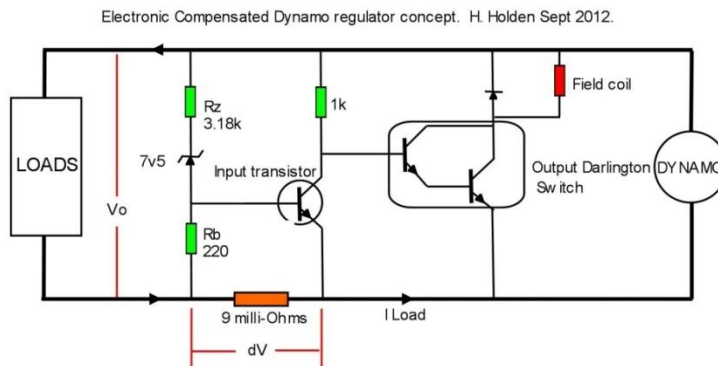 Electronic Compensated Dynamo regulator concept. H. Holden Sept 2012.
Rz
3.18k
1k
Field coil
LOADS
7v5
Input transistor
Output Darlington
Switch
DYNAMO
Vo
Rb
220
9 milli-Ohms
I Load
dV